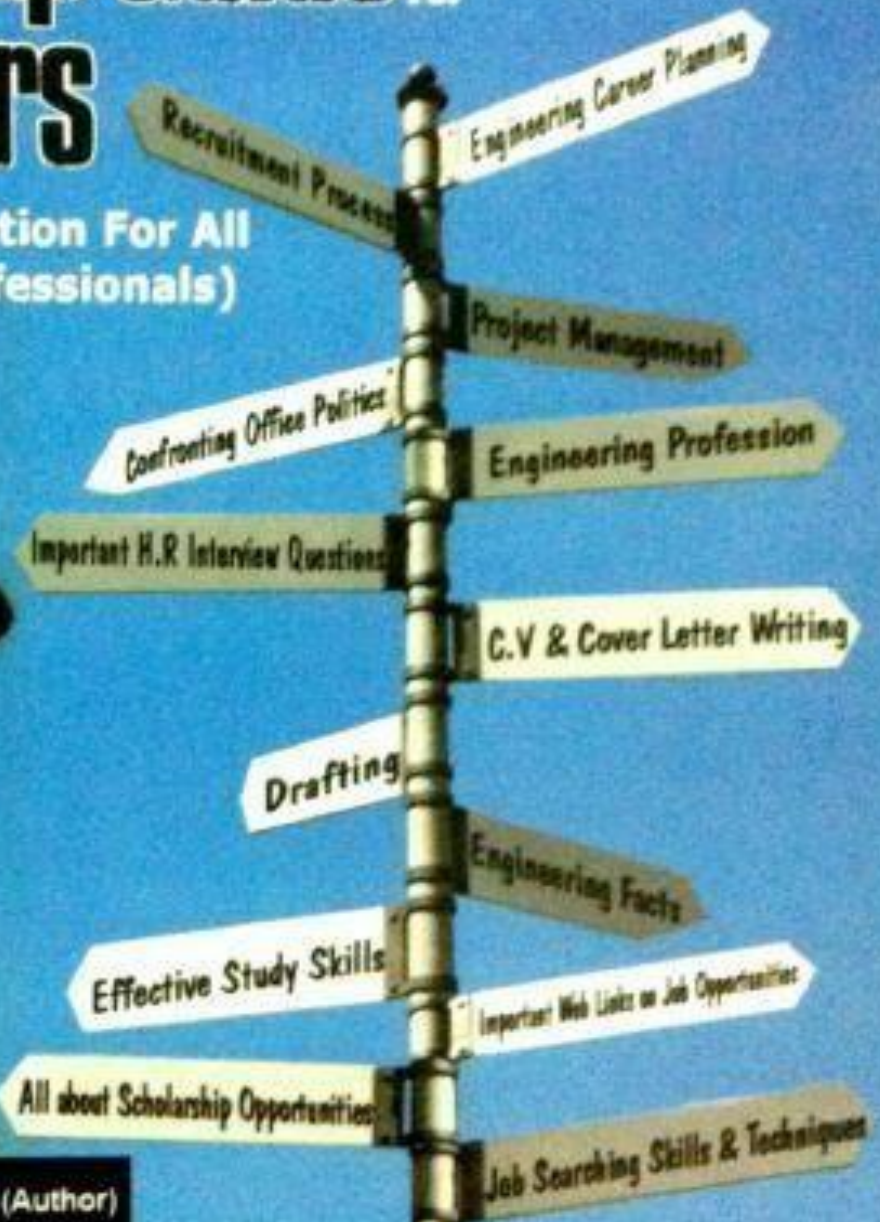 rs
tion For All
fessionals)
Engineering Career Planning
Recruitment Process
Project Management
Confronting Office Politics
Engineering Profession
Important H.R Interview Questions
C.V & Cover Letter Writing
Drafting
Engineering Facts
Effective Study Skills
Important Web Links on Job Opportunities
All about Scholarship Opportunities
Job Searching Skills & Techniques
(Author)